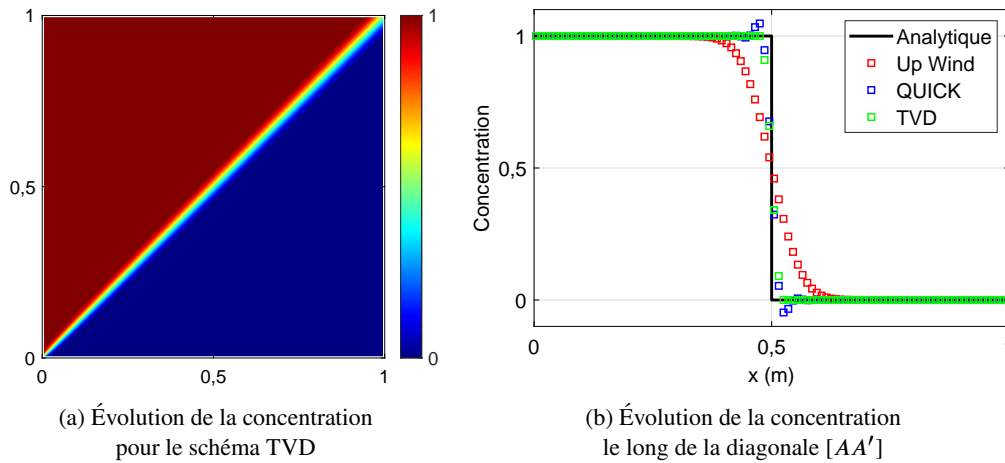 1
0,5
0
0
0,5
1
1
0
Concentration
1
0,5
0
0
0,5
x (m)
Analytique
Up Wind
QUICK
TVD
(a) Évolution de la concentration
pour le schéma TVD
(b) Évolution de la concentration
le long de la diagonale [AA′]